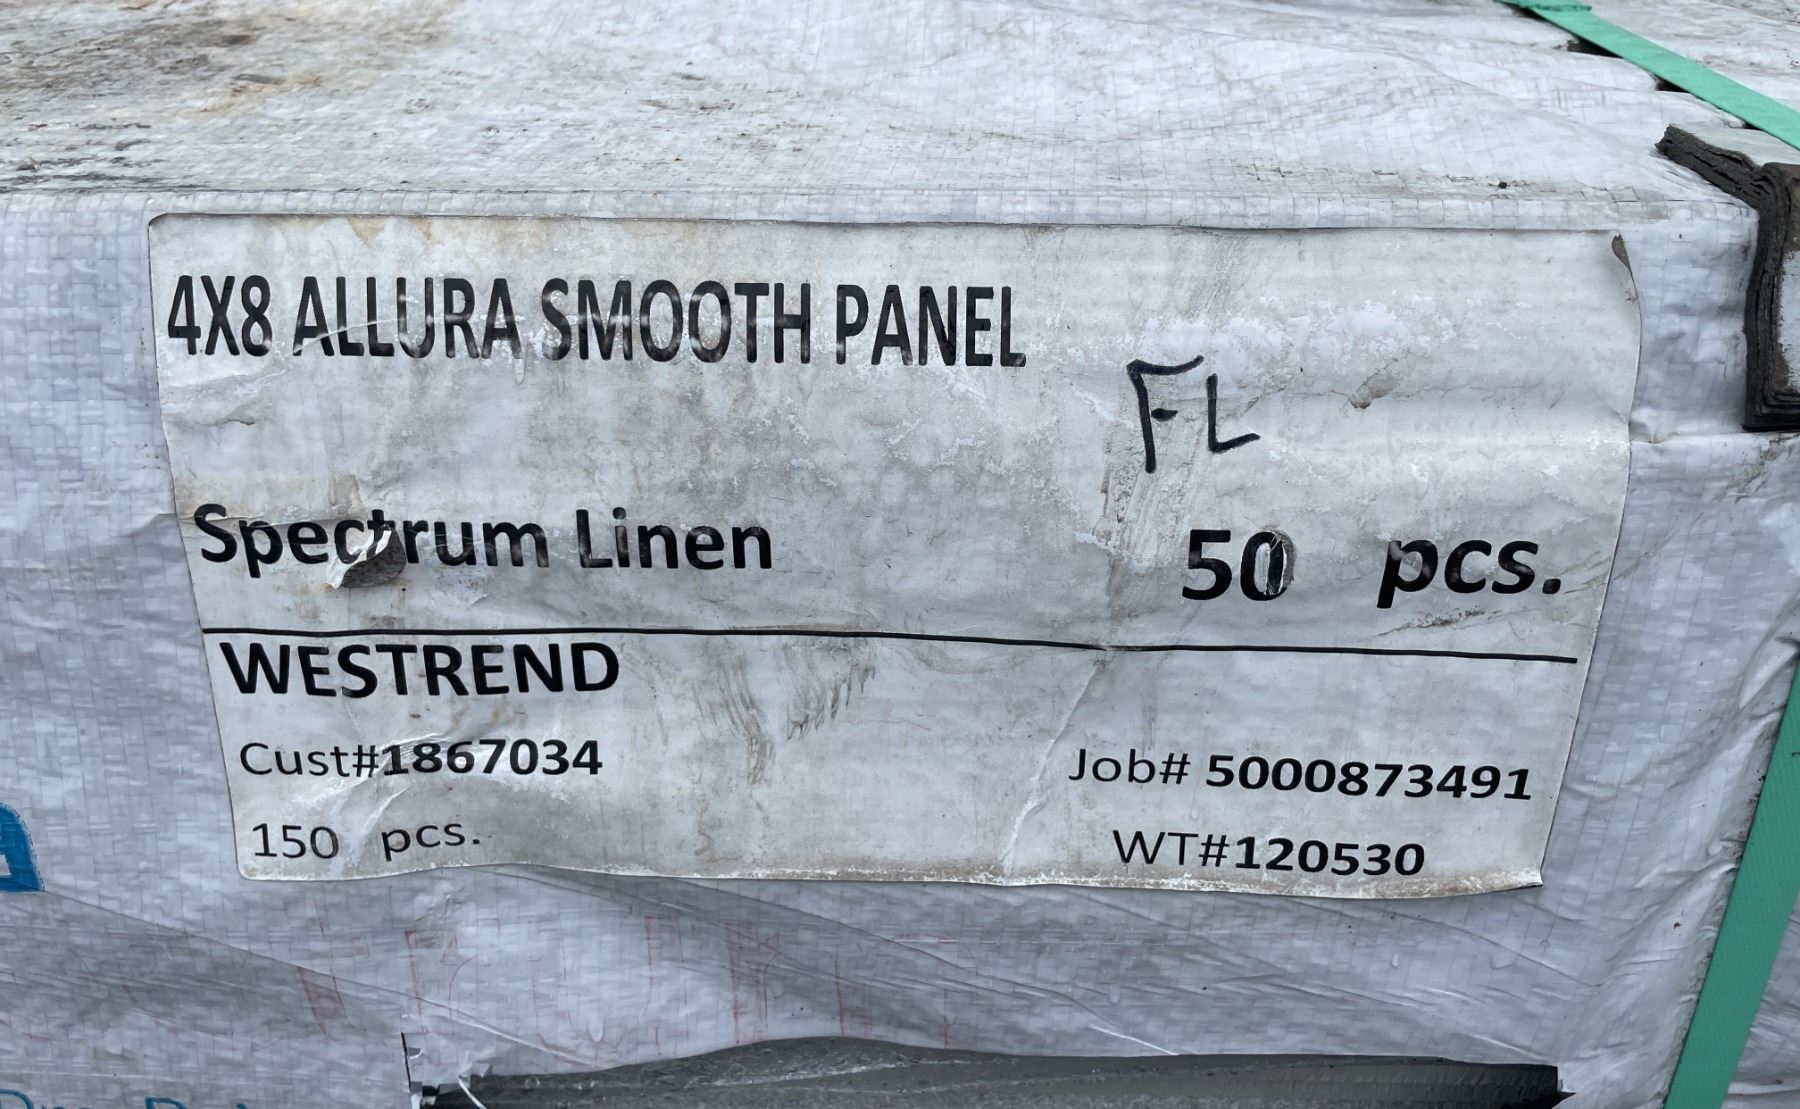 4X8 ALLURA SMOOTH PANEL
FL
Spectrum Linen 50 pcs.
WESTREND
Cust#1867034 Job# 5000873491
150 pcs. WT#120530